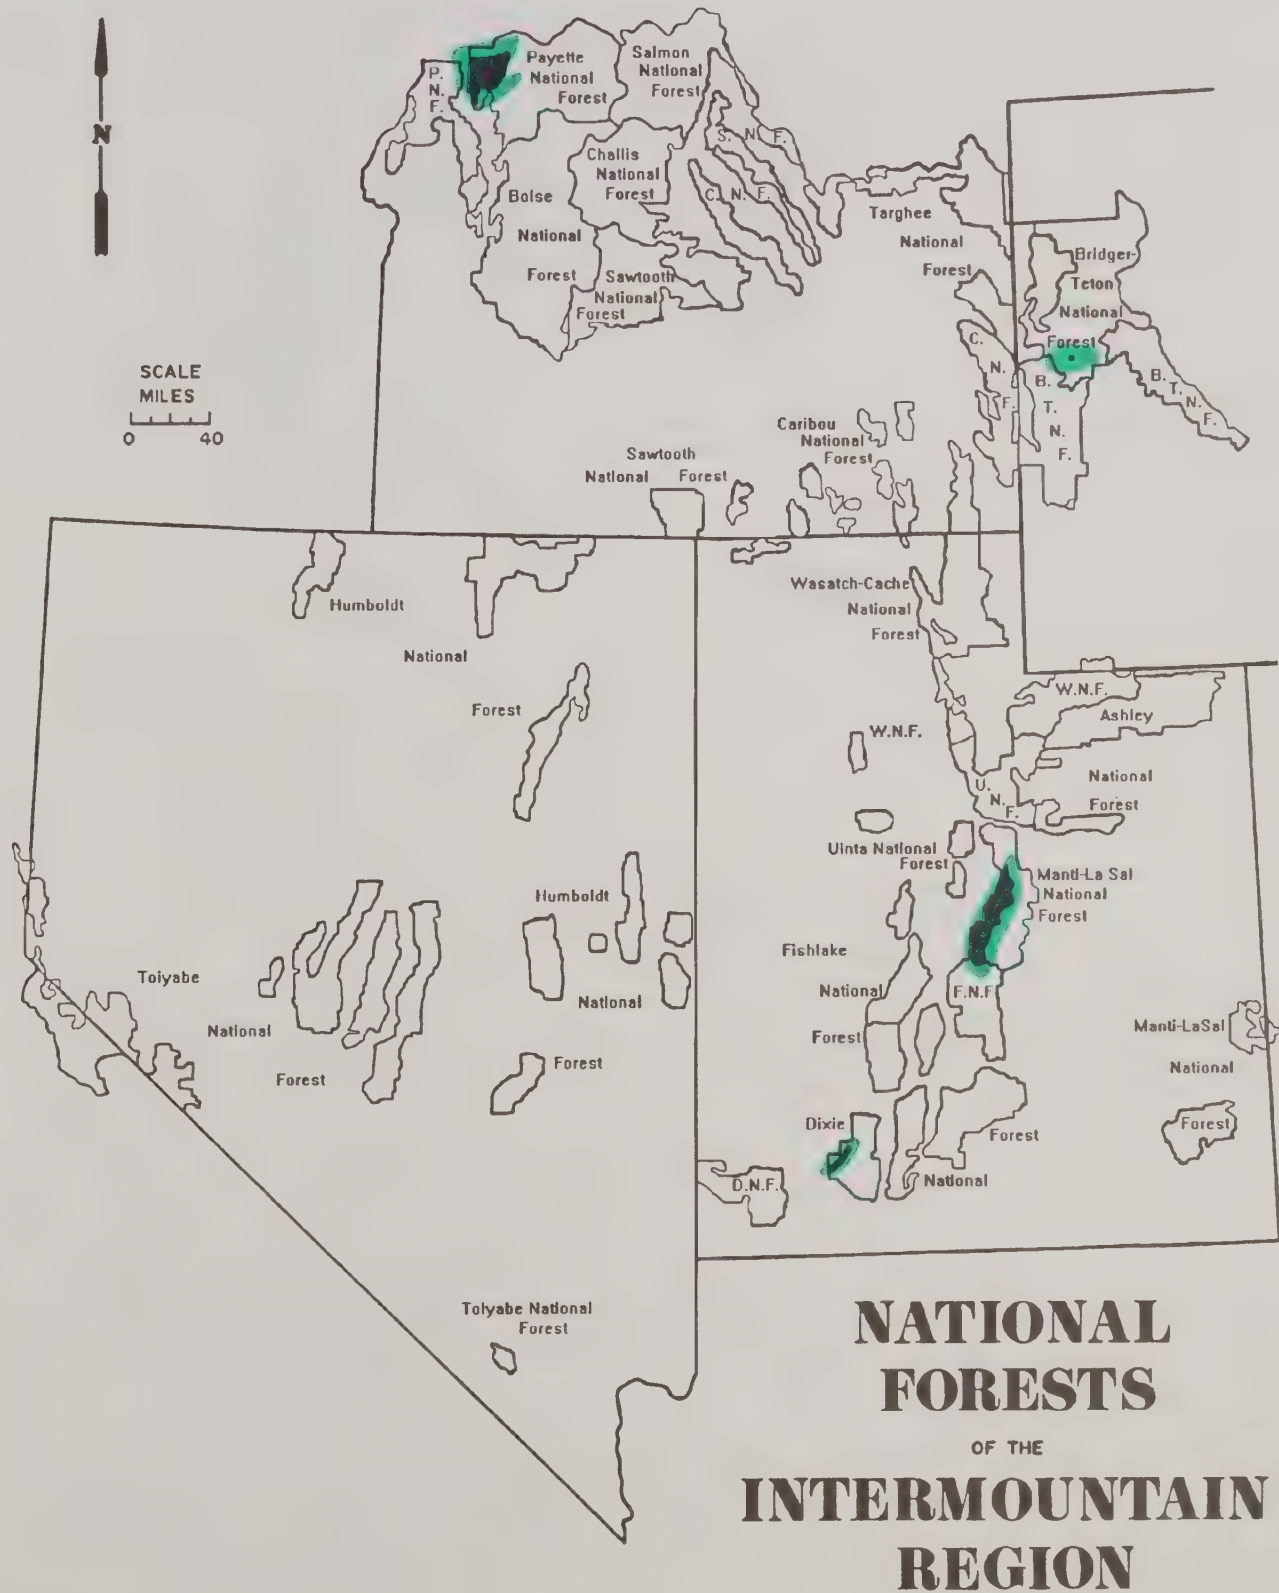 N
SCALE
MILES
0 40
P.
N.
F.
Payette
National
Forest
Salmon
National
Forest
S. N. F.
Challis
National
Forest
C. N. F.
Boise
National
Forest
Sawtooth
National
Forest
Targhee
National
Forest
Bridger-
Teton
National
Forest
B.
T.
N.
F.
B.
T.
N.
F.
C.
N.
F.
Caribou
National
Forest
Sawtooth
National Forest
Humboldt
National
Forest
Wasatch-Cache
National
Forest
W.N.F.
Ashley
National
Forest
W.N.F.
U.
N.
F.
Uinta National
Forest
Manti-La Sal
National
Forest
Humboldt
National
Forest
Toiyabe
National
Forest
Fishlake
National
Forest
F.N.F
Manti-LaSal
National
Forest
Dixie
Forest
National
D.N.F.
Toiyabe National
Forest
NATIONAL
FORESTS
OF THE
INTERMOUNTAIN
REGION